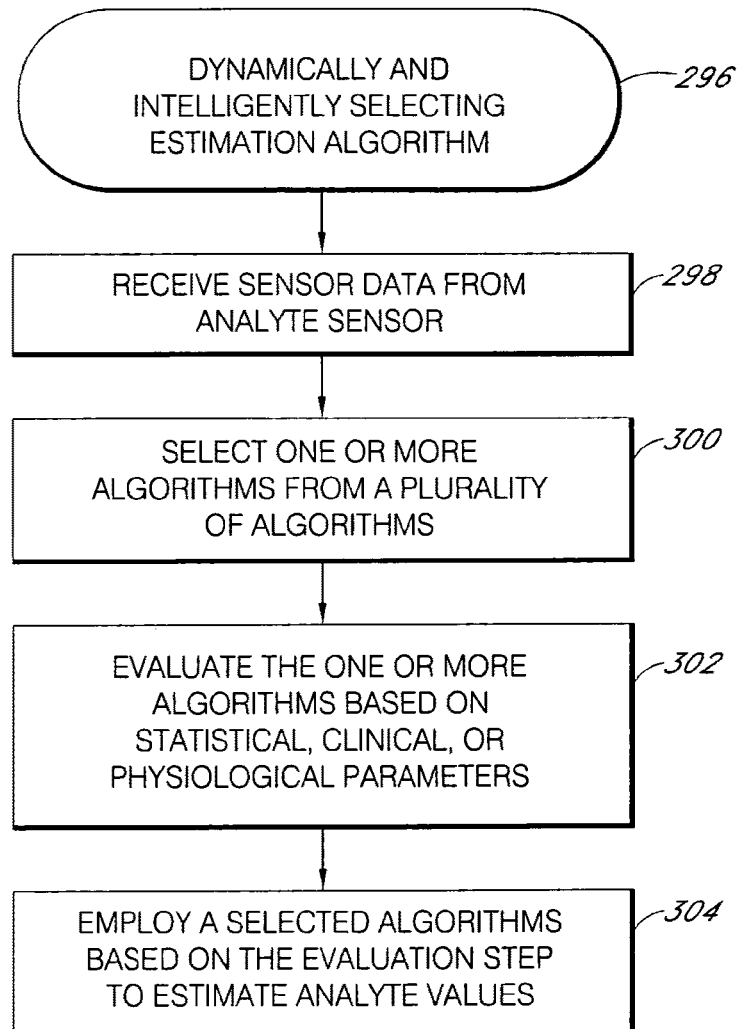 DYNAMICALLY AND
INTELLIGENTLY SELECTING
ESTIMATION ALGORITHM
296
RECEIVE SENSOR DATA FROM
ANALYTE SENSOR
298
SELECT ONE OR MORE
ALGORITHMS FROM A PLURALITY
OF ALGORITHMS
300
EVALUATE THE ONE OR MORE
ALGORITHMS BASED ON
STATISTICAL, CLINICAL, OR
PHYSIOLOGICAL PARAMETERS
302
EMPLOY A SELECTED ALGORITHMS
BASED ON THE EVALUATION STEP
TO ESTIMATE ANALYTE VALUES
304